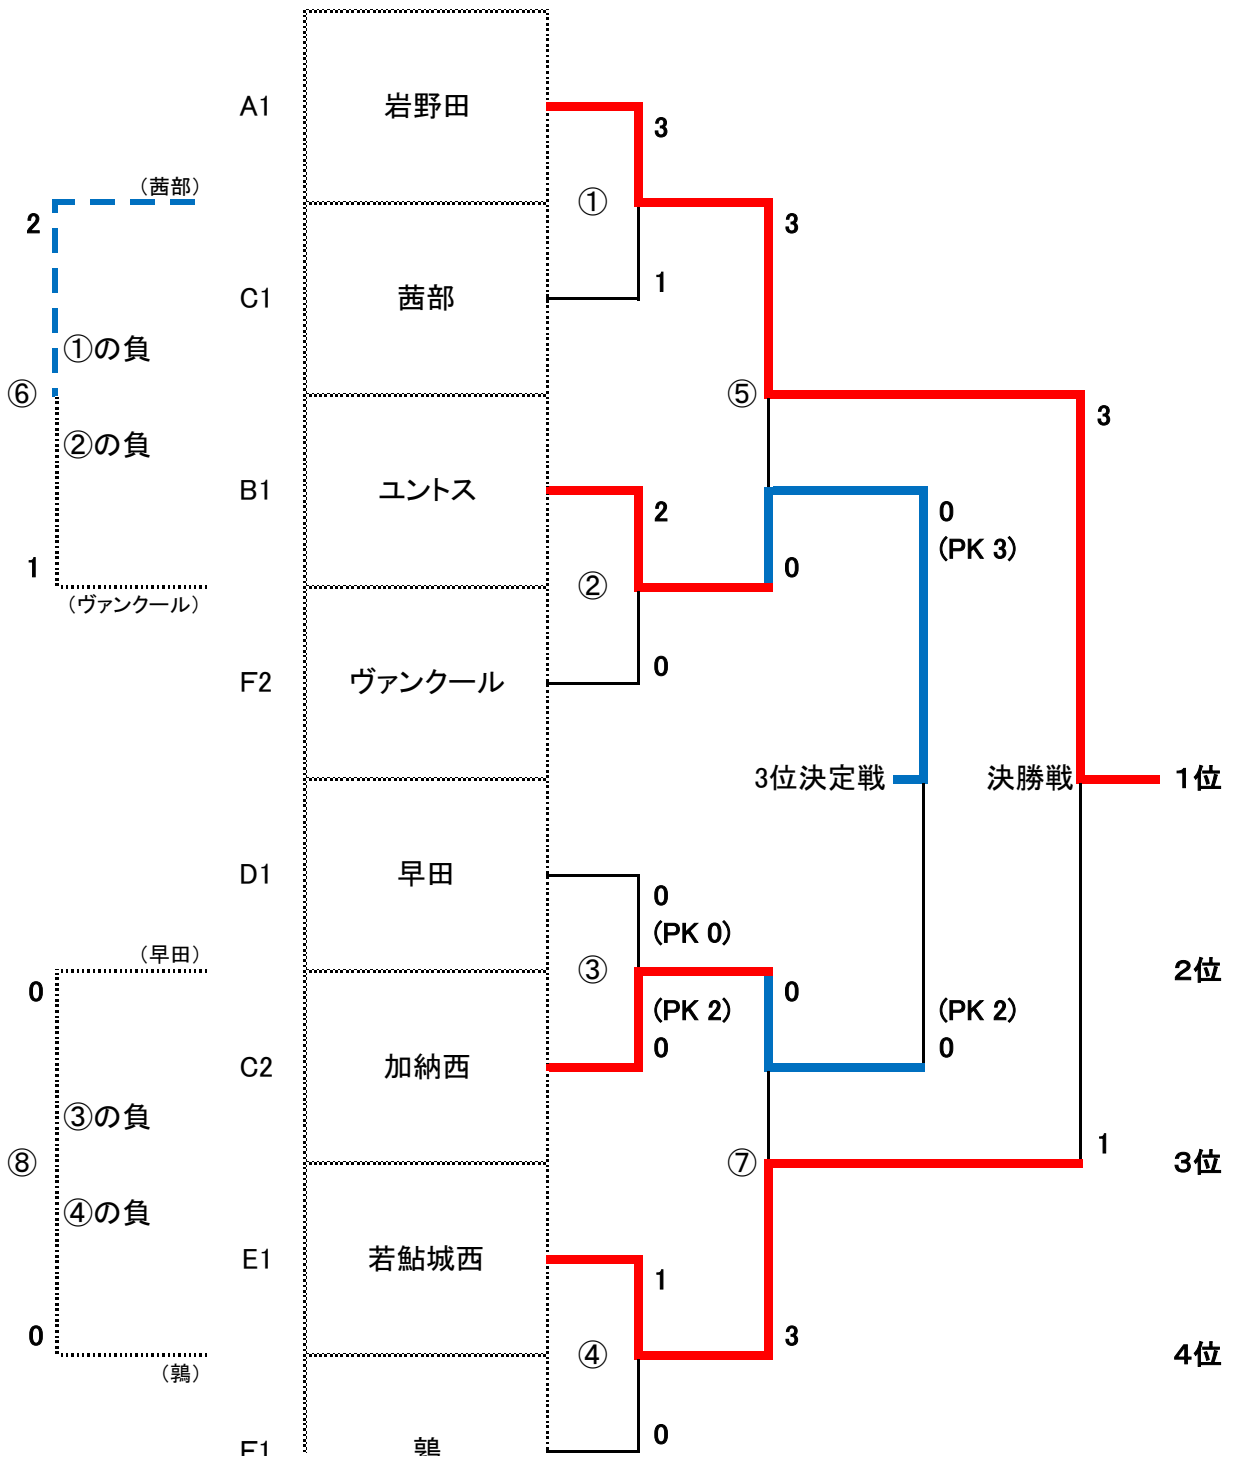 A1
岩野田
3
(茜部)
①
2
3
C1
茜部
1
①の負
⑥
⑤
3
②の負
B1
ユントス
2
0
(PK 3)
1
②
0
(ヴァンクール)
F2
ヴァンクール
0
3位決定戦
決勝戦
1位
D1
早田
0
(PK 0)
(早田)
③
2位
0
0
(PK 2)
(PK 2)
0
0
C2
加納西
③の負
⑧
⑦
1
3位
④の負
E1
若鮎城西
1
0
3
④
4位
(鶉)
0
F1
鶉